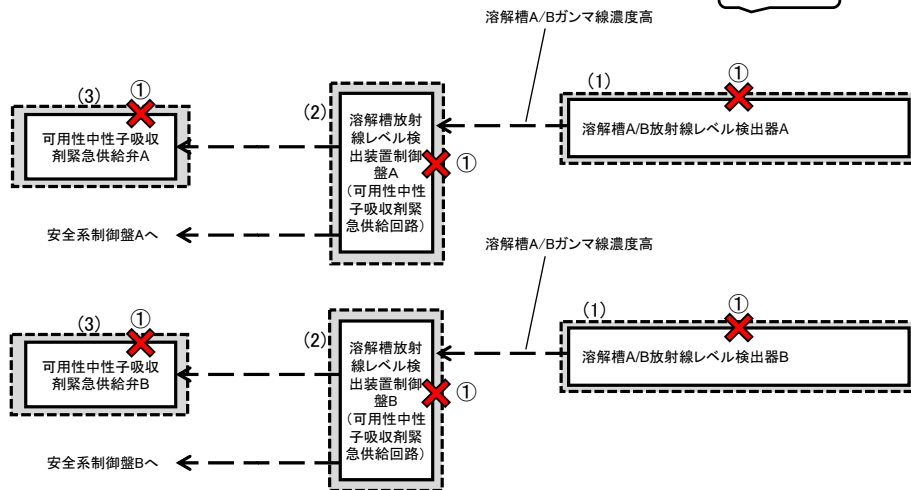 溶解槽A/Bガンマ線濃度高
(1)
①
溶解槽A/B放射線レベル検出器A
(2)
溶解槽放射
線レベル検
出装置制御
盤A
(可用性中性
子吸収剤緊
急供給回路)
①
(3)
①
可用性中性子吸収
剤緊急供給弁A
安全系制御盤Aへ
溶解槽A/Bガンマ線濃度高
(1)
①
溶解槽A/B放射線レベル検出器B
(2)
溶解槽放射
線レベル検
出装置制御
盤B
(可用性中性
子吸収剤緊
急供給回路)
①
(3)
①
可用性中性子吸収
剤緊急供給弁B
安全系制御盤Bへ